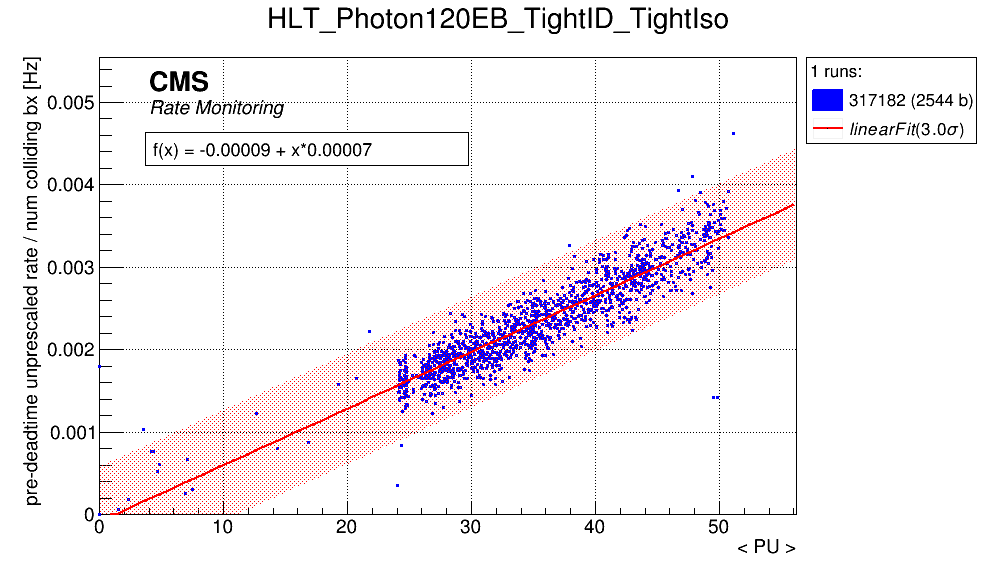 HLT_Photon120EB_TightID_TightIso
pre-deadtime unprescaled rate / num colliding bx [Hz]
CMS
Rate Monitoring
f(x) = -0.00009 + x*0.00007
1 runs:
317182 (2544 b)
linearFit(3.0σ)
0.005
0.004
0.003
0.002
0.001
0
0 10 20 30 40 50
< PU >